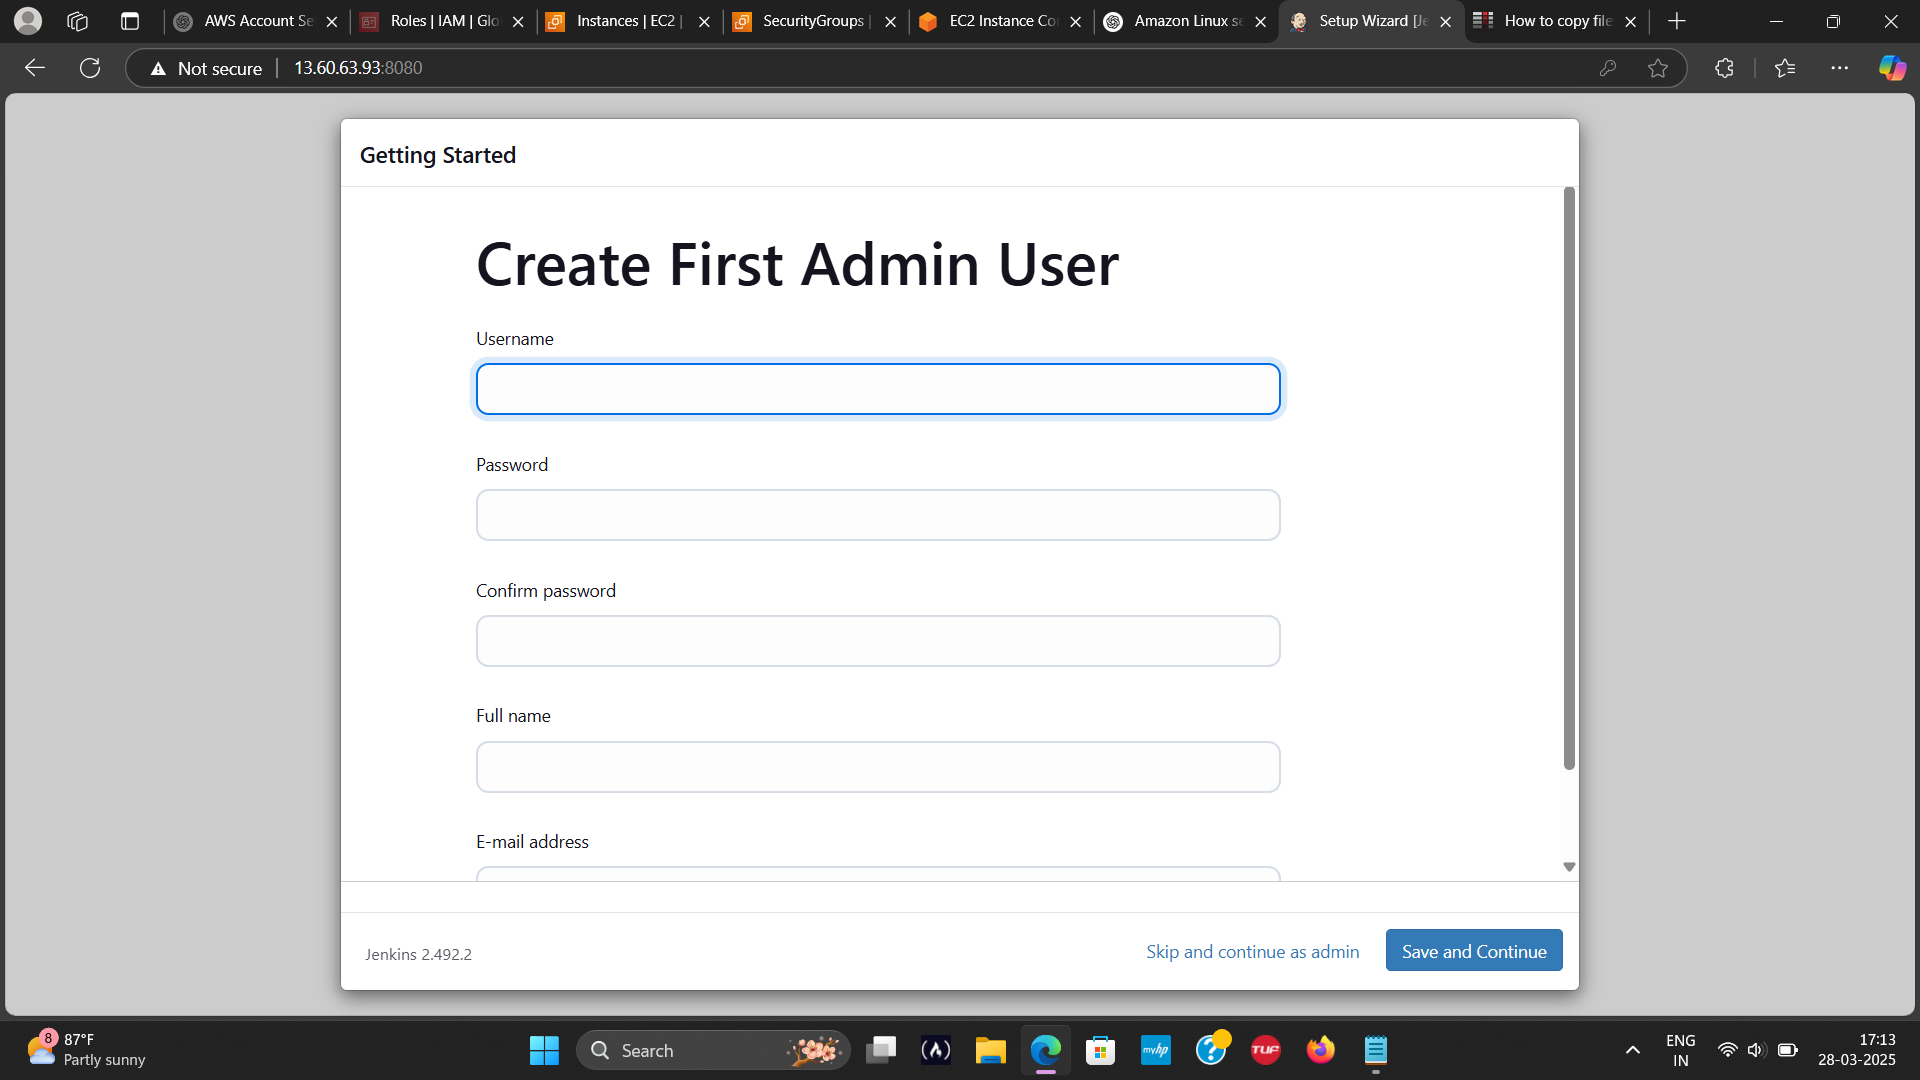 AWS Account Se
Roles | IAM | Glo
Instances | EC2 |
SecurityGroups |
EC2 Instance Co
Amazon Linux se
Setup Wizard [Je
How to copy file
Not secure
13.60.63.93:8080
Getting Started
Create First Admin User
Username
Password
Confirm password
Full name
E-mail address
Jenkins 2.492.2
Skip and continue as admin
Save and Continue
8
87°F
Partly sunny
Search
myhp
TUF
ENG
IN
17:13
28-03-2025